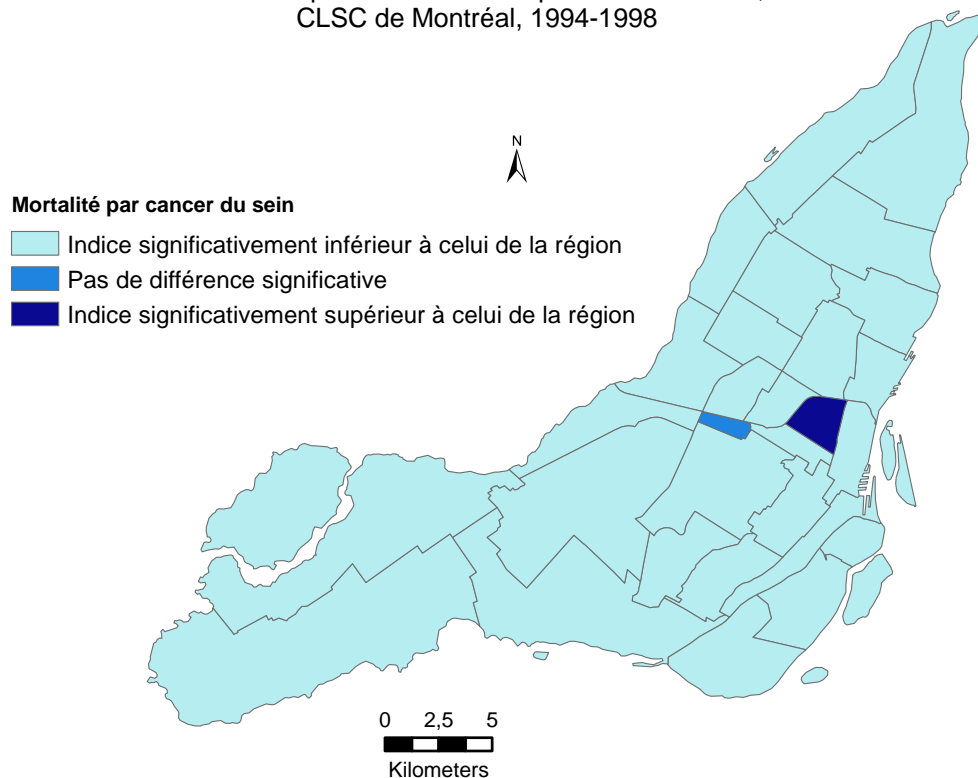 CLSC de Montréal, 1994-1998
N
Mortalité par cancer du sein
Indice significativement inférieur à celui de la région
Pas de différence significative
Indice significativement supérieur à celui de la région
0 2,5 5
Kilometers